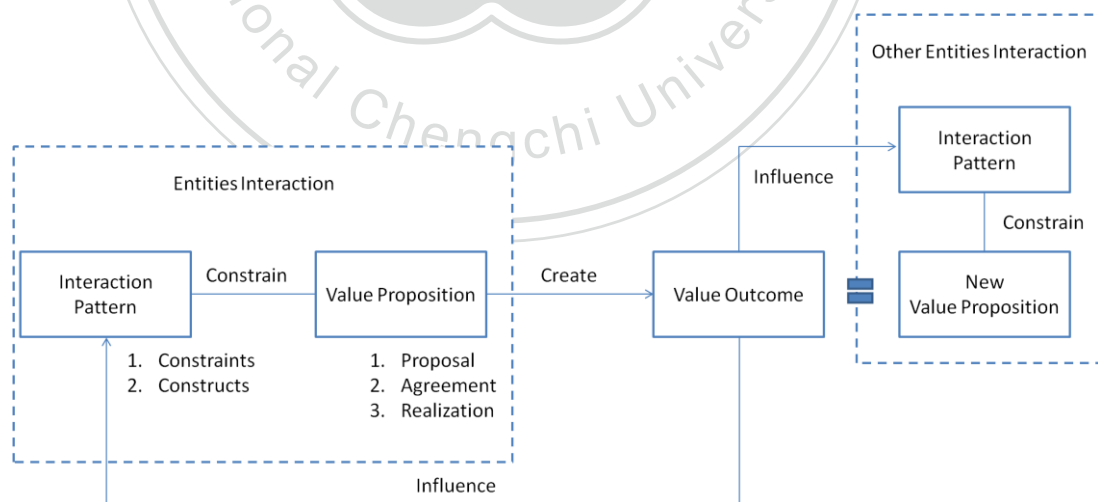 ional Chengchi Univers
Other Entities Interaction
Interaction
Pattern
Influence
Constrain
New
Value Proposition
Entities Interaction
Interaction
Pattern
Constrain
Value Proposition
Create
Value Outcome
1. Constraints
2. Constructs
1. Proposal
2. Agreement
3. Realization
Influence